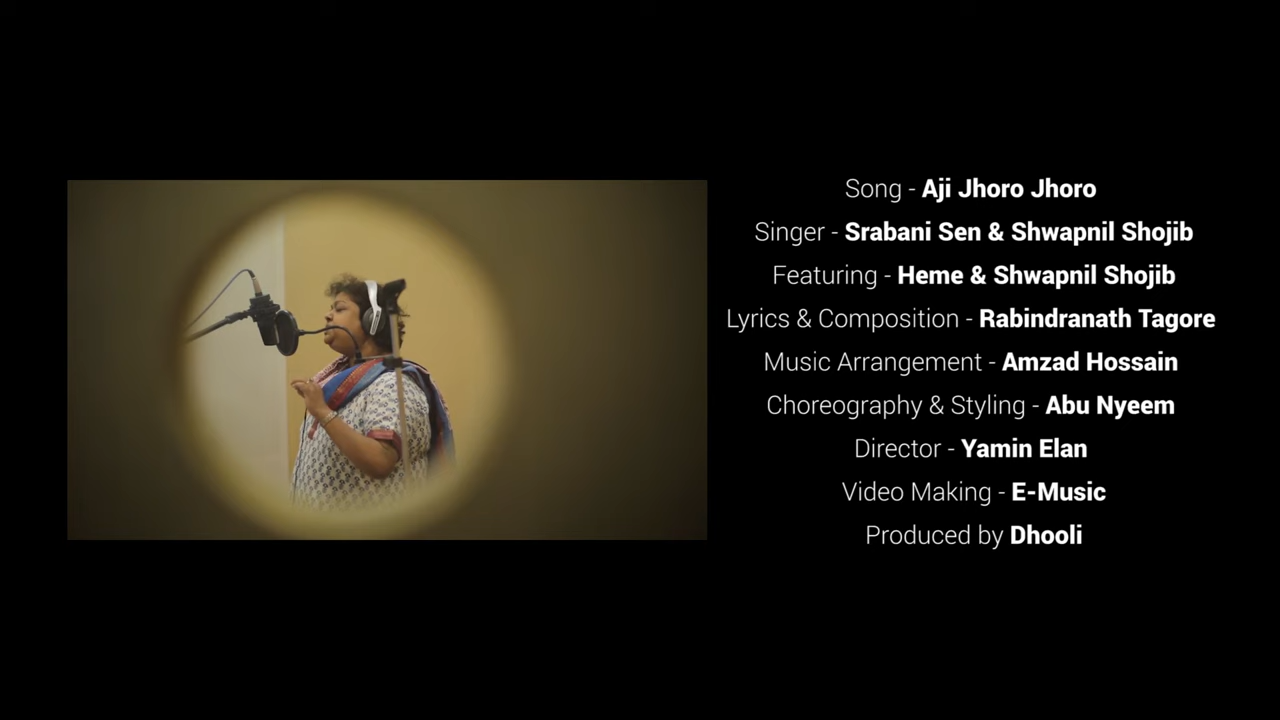 Song - Aji Jhoro Jhoro
Singer - Srabani Sen & Shwapnil Shojib
Featuring - Heme & Shwapnil Shojib
Lyrics & Composition - Rabindranath Tagore
Music Arrangement - Amzad Hossain
Choreography & Styling - Abu Nyeem
Director - Yamin Elan
Video Making - E-Music
Produced by Dhooli